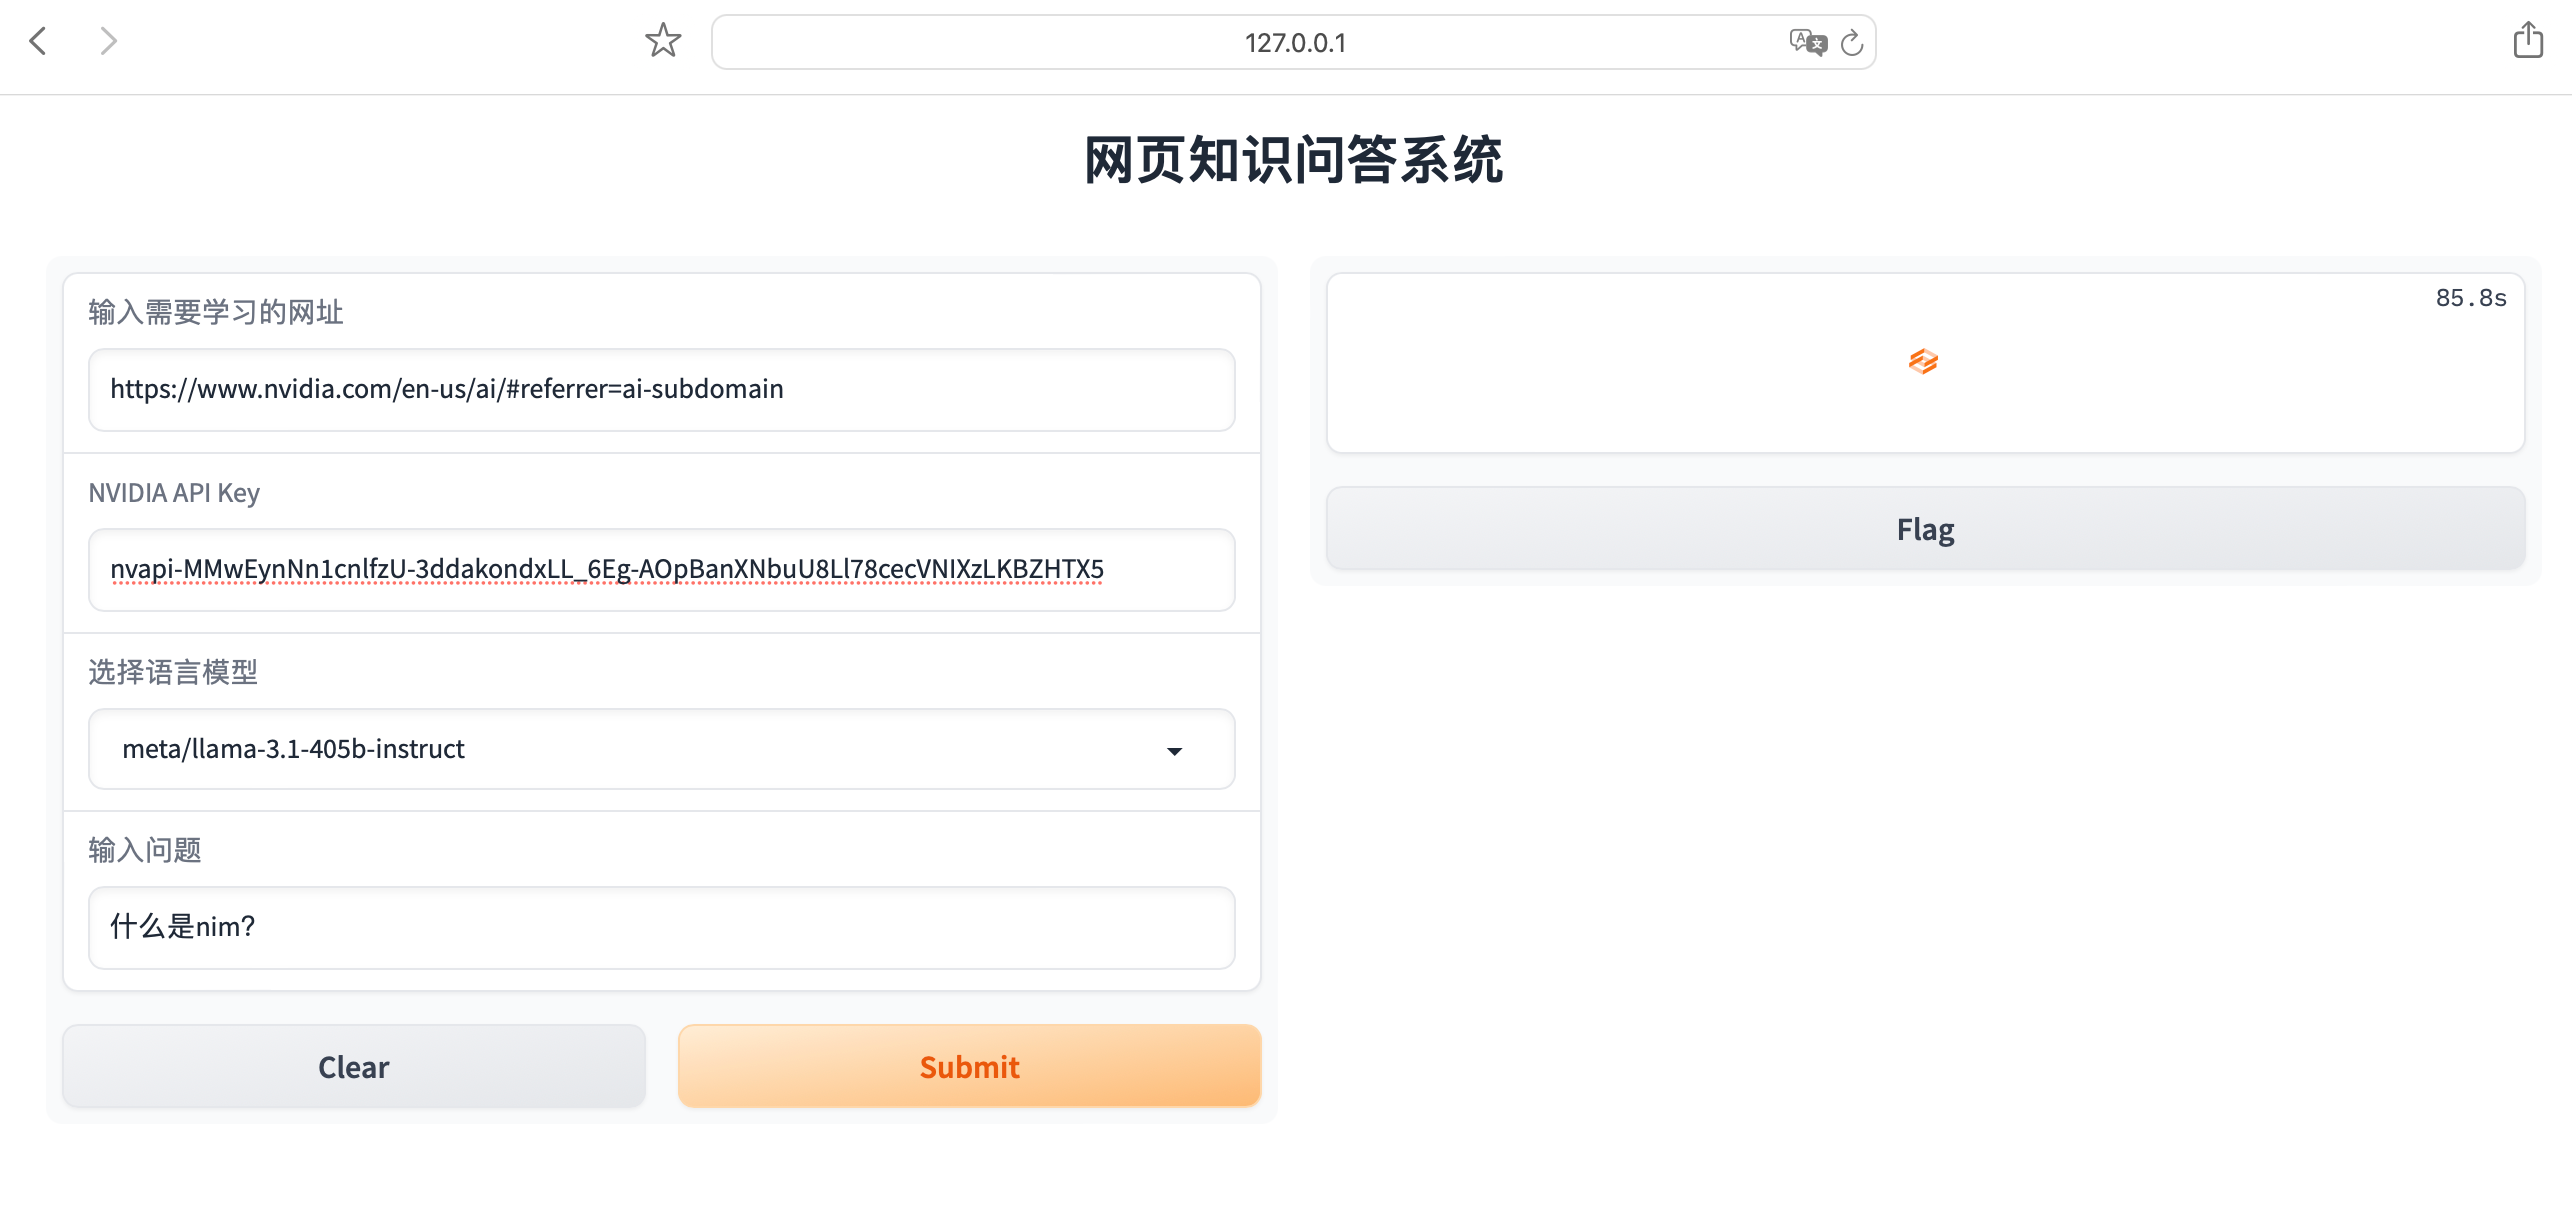 127.0.0.1
网页知识问答系统
输入需要学习的网址
https://www.nvidia.com/en-us/ai/#referrer=ai-subdomain
NVIDIA API Key
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
选择语言模型
meta/llama-3.1-405b-instruct
输入问题
什么是nim?
Clear
Submit
85.8s
Flag